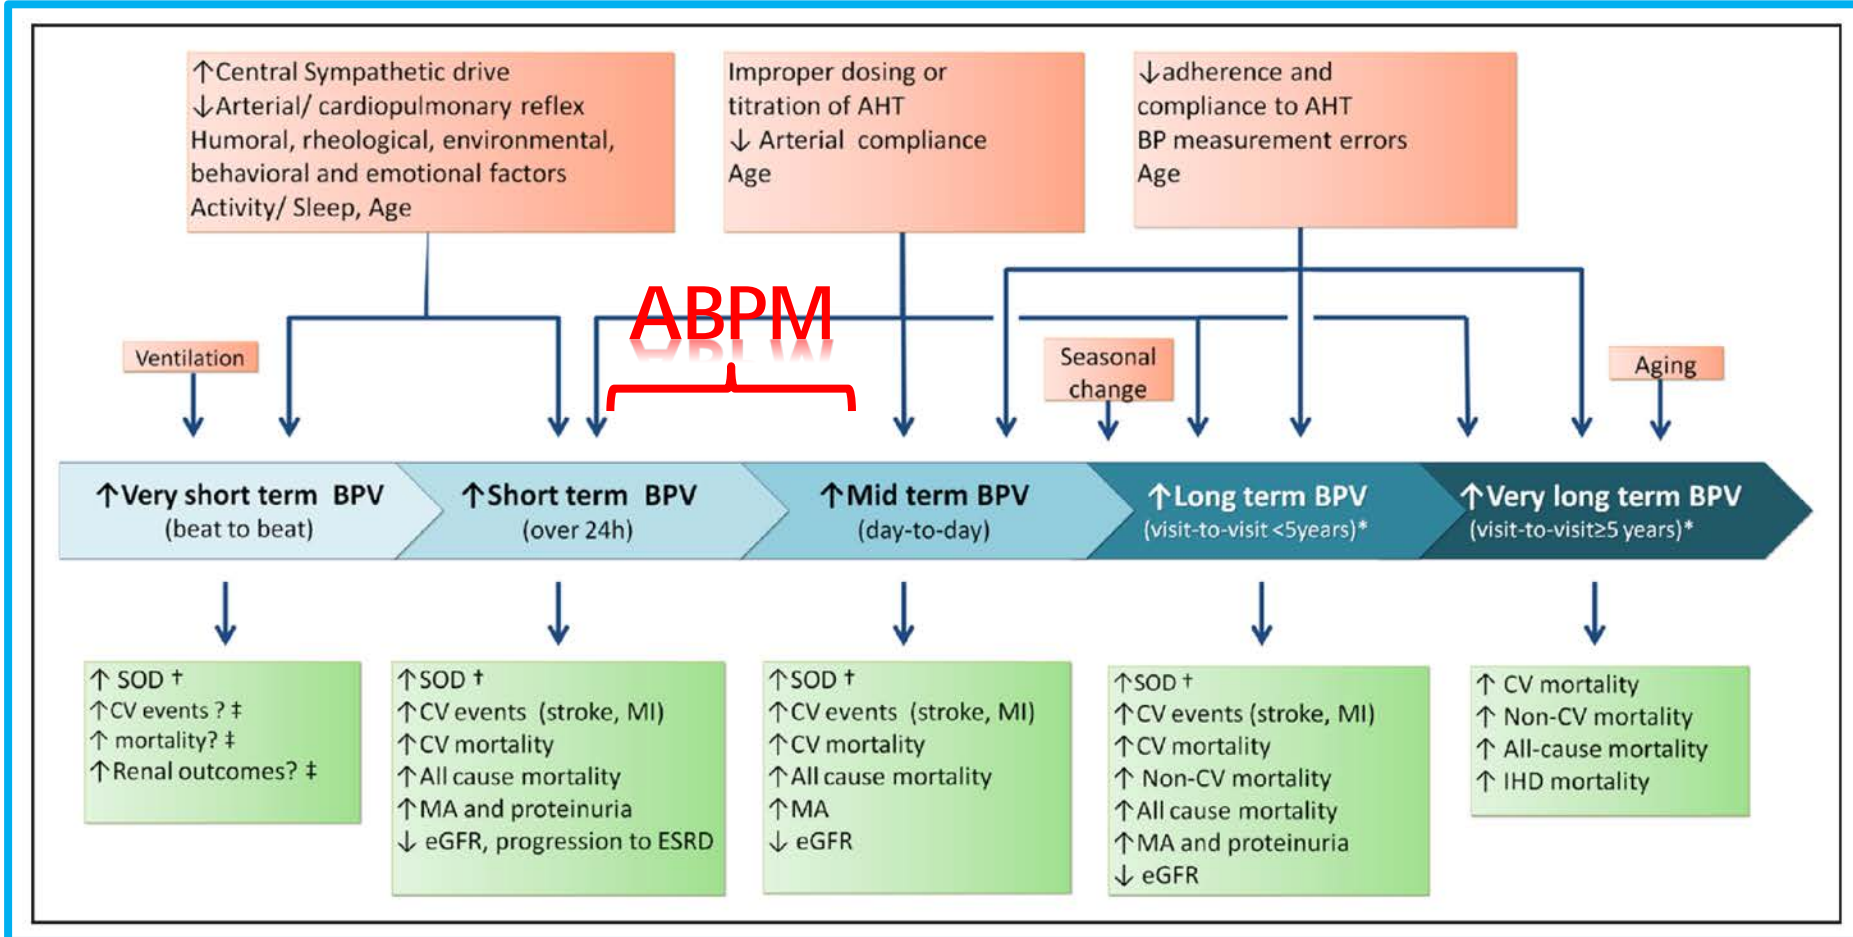 ↑Central Sympathetic drive
↓Arterial/ cardiopulmonary reflex
Humoral, rheological, environmental,
behavioral and emotional factors
Activity/ Sleep, Age
Improper dosing or
titration of AHT
↓ Arterial compliance
Age
↓adherence and
compliance to AHT
BP measurement errors
Age
ABPM
Ventilation
Seasonal
change
Aging
↑Very short term BPV
(beat to beat)
↑Short term BPV
(over 24h)
↑Mid term BPV
(day-to-day)
↑Long term BPV
(visit-to-visit <5years)*
↑Very long term BPV
(visit-to-visit≥5 years)*
↑ SOD †
↑CV events ? ‡
↑ mortality? ‡
↑Renal outcomes? ‡
↑SOD †
↑CV events (stroke, MI)
↑CV mortality
↑All cause mortality
↑MA and proteinuria
↓ eGFR, progression to ESRD
↑SOD †
↑CV events (stroke, MI)
↑CV mortality
↑All cause mortality
↑MA
↓ eGFR
↑SOD †
↑CV events (stroke, MI)
↑CV mortality
↑ Non-CV mortality
↑All cause mortality
↑MA and proteinuria
↓ eGFR
↑ CV mortality
↑ Non-CV mortality
↑ All-cause mortality
↑ IHD mortality